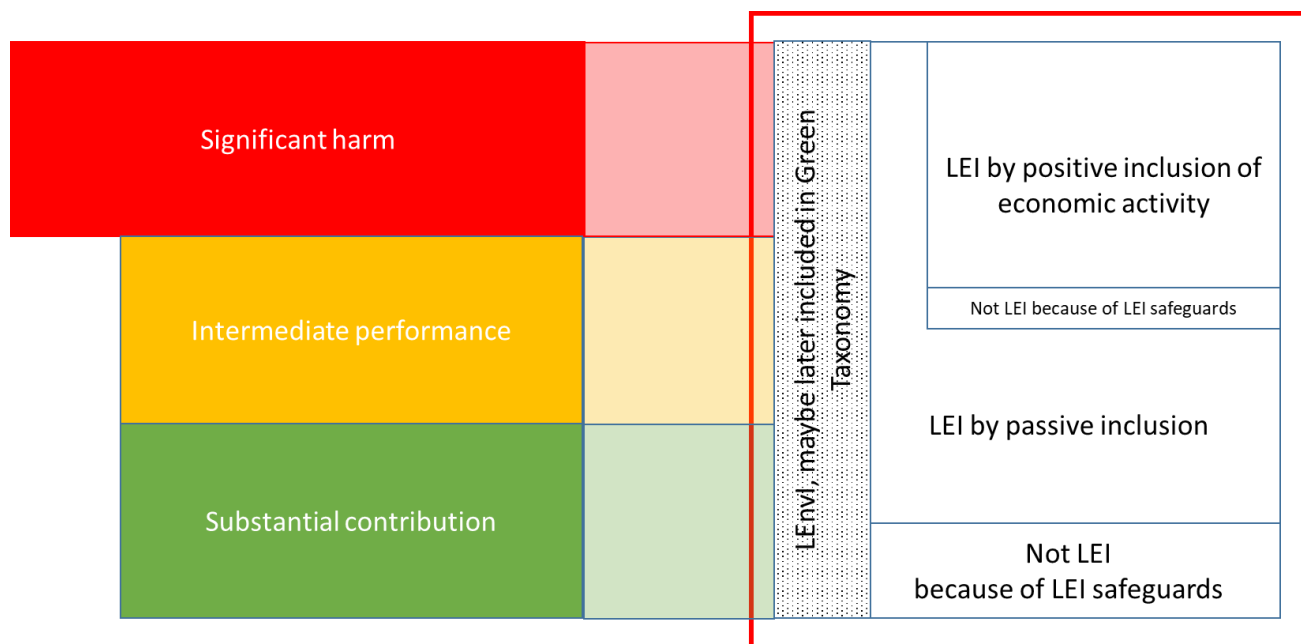 Significant harm
Intermediate performance
Substantial contribution
LEnvI, maybe later included in Green
Taxonomy
LEI by positive inclusion of
economic activity
Not LEI because of LEI safeguards
LEI by passive inclusion
Not LEI
because of LEI safeguards